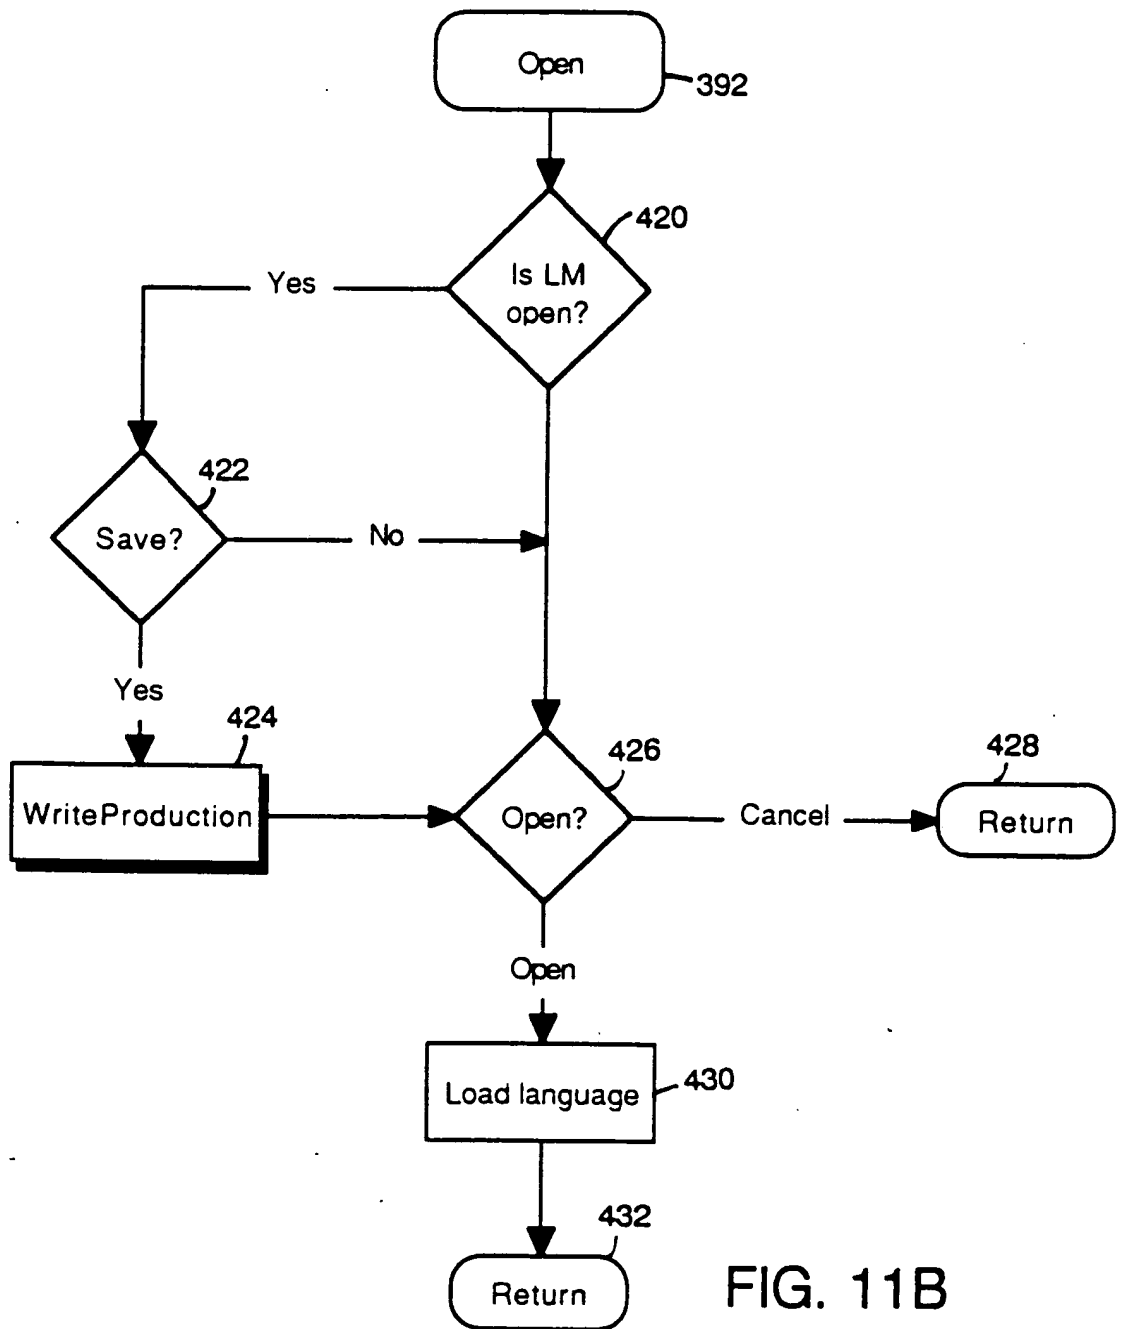 Open
392
420
Is LM
open?
Yes
422
Save?
No
Yes
424
WriteProduction
426
Open?
Cancel
428
Return
Open
Load language
430
432
Return
FIG. 11B